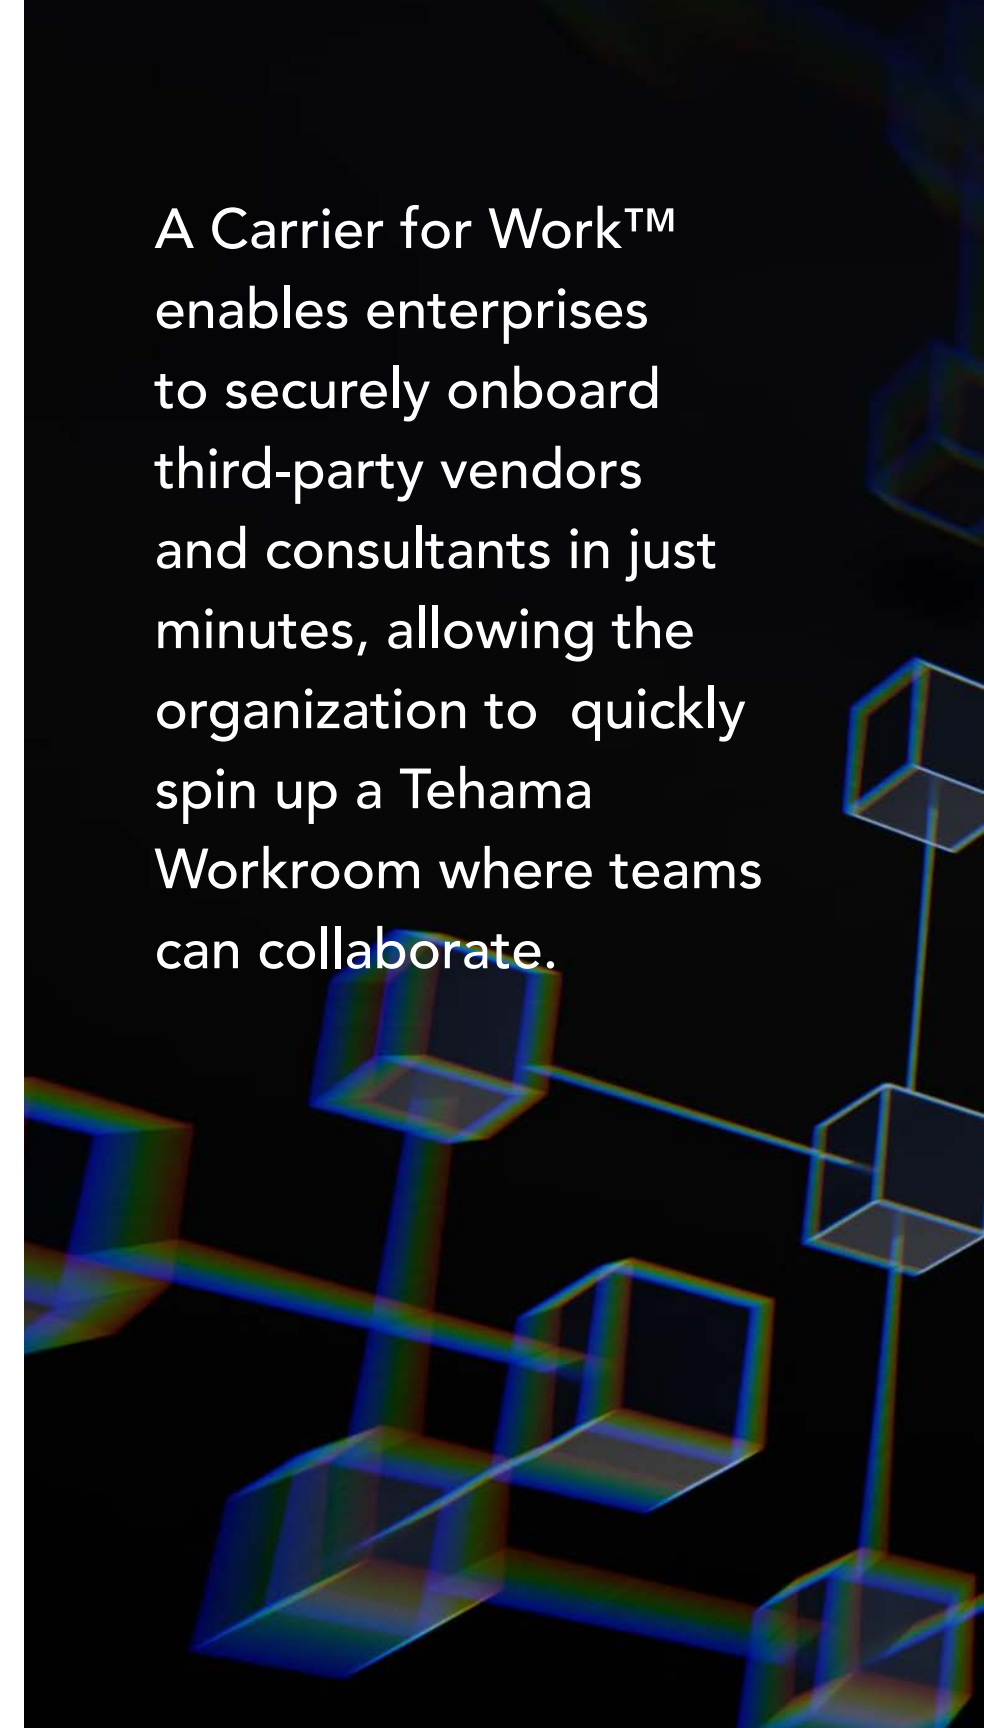 A Carrier for Work™
enables enterprises
to securely onboard
third-party vendors
and consultants in just
minutes, allowing the
organization to  quickly
spin up a Tehama
Workroom where teams
can collaborate.